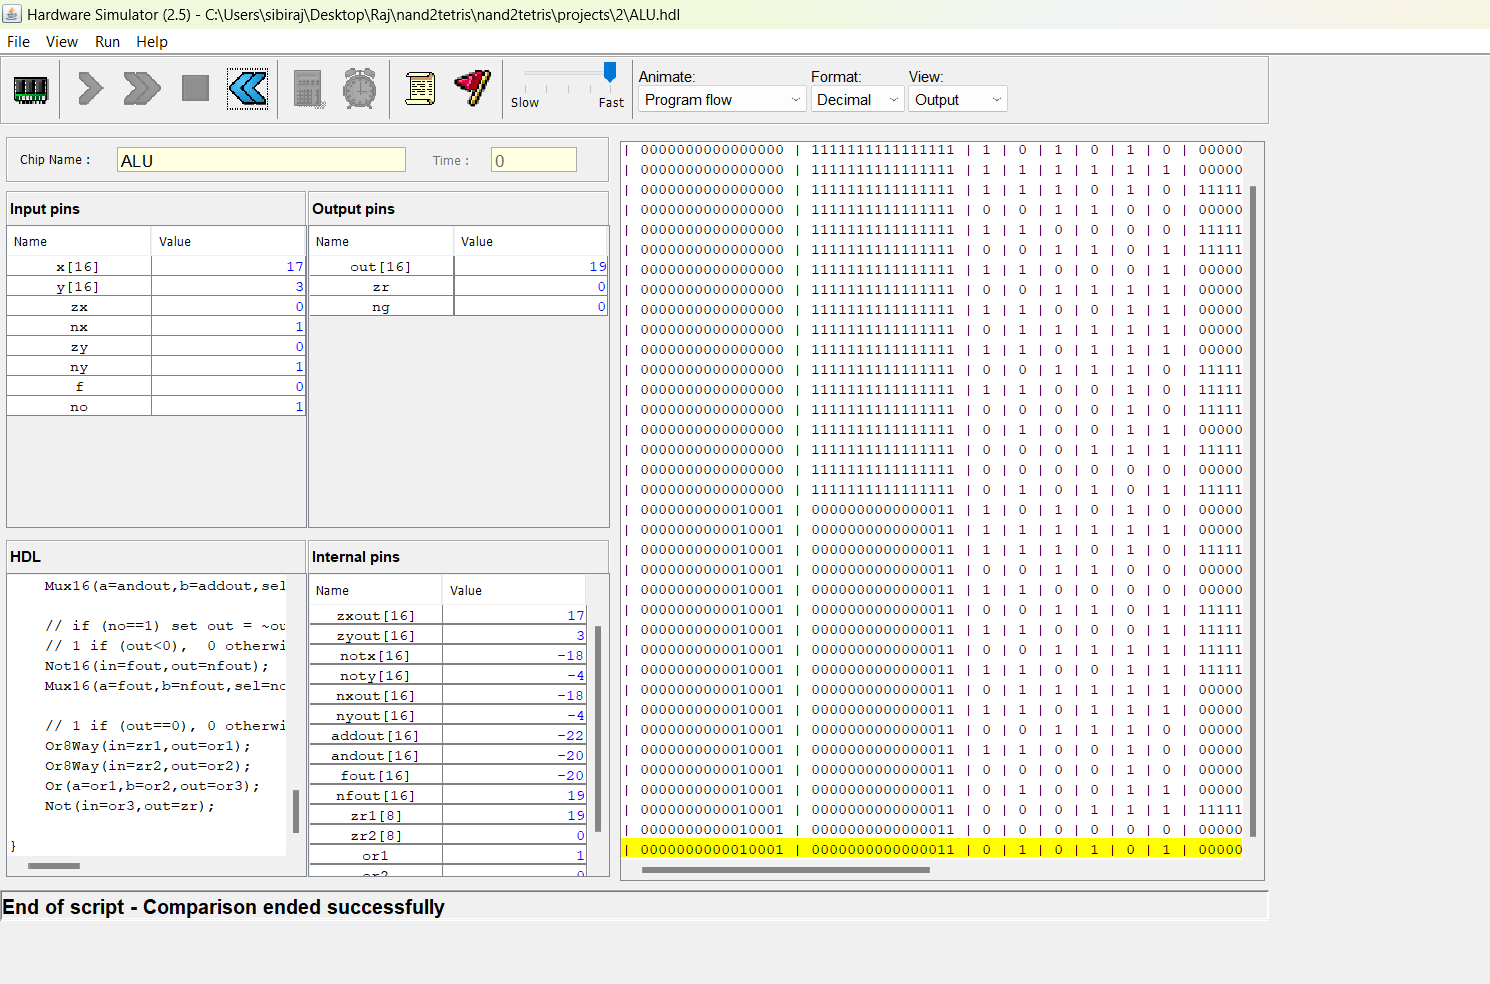 Hardware Simulator (2.5) - C:\Users\sibiraj\Desktop\Raj\nand2tetris\nand2tetris\projects\2\ALU.hdl
File View Run Help
Slow Fast
Animate: Format: View:
Program flow Decimal Output
Chip Name : ALU Time : 0
Input pins
Name Value
x[16] 17
y[16] 3
zx 0
nx 1
zy 0
ny 1
f 0
no 1
Output pins
Name Value
out[16] 19
zr 0
ng 0
HDL
Mux16(a=andout,b=addout,sel
// if (no==1) set out = ~ou
// 1 if (out<0), 0 otherwi
Not16(in=fout,out=nfout);
Mux16(a=fout,b=nfout,sel=no
// 1 if (out==0), 0 otherwi
Or8Way(in=zr1,out=or1);
Or8Way(in=zr2,out=or2);
Or(a=or1,b=or2,out=or3);
Not(in=or3,out=zr);
}
Internal pins
Name Value
zxout[16] 17
zyout[16] 3
notx[16] -18
noty[16] -4
nxout[16] -18
nyout[16] -4
addout[16] -22
andout[16] -20
fout[16] -20
nfout[16] 19
zr1[8] 19
zr2[8] 0
or1 1
or2 0
| 0000000000000000 | 1111111111111111 | 1 | 0 | 1 | 0 | 1 | 0 | 00000
| 0000000000000000 | 1111111111111111 | 1 | 1 | 1 | 1 | 1 | 1 | 00000
| 0000000000000000 | 1111111111111111 | 1 | 1 | 1 | 0 | 1 | 0 | 11111
| 0000000000000000 | 1111111111111111 | 0 | 0 | 1 | 1 | 0 | 0 | 00000
| 0000000000000000 | 1111111111111111 | 1 | 1 | 0 | 0 | 0 | 0 | 11111
| 0000000000000000 | 1111111111111111 | 0 | 0 | 1 | 1 | 0 | 1 | 11111
| 0000000000000000 | 1111111111111111 | 1 | 1 | 0 | 0 | 0 | 1 | 00000
| 0000000000000000 | 1111111111111111 | 0 | 0 | 1 | 1 | 1 | 1 | 00000
| 0000000000000000 | 1111111111111111 | 1 | 1 | 0 | 0 | 1 | 1 | 00000
| 0000000000000000 | 1111111111111111 | 0 | 1 | 1 | 1 | 1 | 1 | 00000
| 0000000000000000 | 1111111111111111 | 1 | 1 | 0 | 1 | 1 | 1 | 00000
| 0000000000000000 | 1111111111111111 | 0 | 0 | 1 | 1 | 1 | 0 | 11111
| 0000000000000000 | 1111111111111111 | 1 | 1 | 0 | 0 | 1 | 0 | 11111
| 0000000000000000 | 1111111111111111 | 0 | 0 | 0 | 0 | 1 | 0 | 11111
| 0000000000000000 | 1111111111111111 | 0 | 1 | 0 | 0 | 1 | 1 | 00000
| 0000000000000000 | 1111111111111111 | 0 | 0 | 0 | 1 | 1 | 1 | 11111
| 0000000000000000 | 1111111111111111 | 0 | 0 | 0 | 0 | 0 | 0 | 00000
| 0000000000000000 | 1111111111111111 | 0 | 1 | 0 | 1 | 0 | 1 | 11111
| 0000000000010001 | 0000000000000011 | 1 | 0 | 1 | 0 | 1 | 0 | 00000
| 0000000000010001 | 0000000000000011 | 1 | 1 | 1 | 1 | 1 | 1 | 00000
| 0000000000010001 | 0000000000000011 | 1 | 1 | 1 | 0 | 1 | 0 | 11111
| 0000000000010001 | 0000000000000011 | 0 | 0 | 1 | 1 | 0 | 0 | 00000
| 0000000000010001 | 0000000000000011 | 1 | 1 | 0 | 0 | 0 | 0 | 00000
| 0000000000010001 | 0000000000000011 | 0 | 0 | 1 | 1 | 0 | 1 | 11111
| 0000000000010001 | 0000000000000011 | 1 | 1 | 0 | 0 | 0 | 1 | 11111
| 0000000000010001 | 0000000000000011 | 0 | 0 | 1 | 1 | 1 | 1 | 11111
| 0000000000010001 | 0000000000000011 | 1 | 1 | 0 | 0 | 1 | 1 | 11111
| 0000000000010001 | 0000000000000011 | 0 | 1 | 1 | 1 | 1 | 1 | 00000
| 0000000000010001 | 0000000000000011 | 1 | 1 | 0 | 1 | 1 | 1 | 00000
| 0000000000010001 | 0000000000000011 | 0 | 0 | 1 | 1 | 1 | 0 | 00000
| 0000000000010001 | 0000000000000011 | 1 | 1 | 0 | 0 | 1 | 0 | 00000
| 0000000000010001 | 0000000000000011 | 0 | 0 | 0 | 0 | 1 | 0 | 00000
| 0000000000010001 | 0000000000000011 | 0 | 1 | 0 | 0 | 1 | 1 | 00000
| 0000000000010001 | 0000000000000011 | 0 | 0 | 0 | 1 | 1 | 1 | 11111
| 0000000000010001 | 0000000000000011 | 0 | 0 | 0 | 0 | 0 | 0 | 00000
| 0000000000010001 | 0000000000000011 | 0 | 1 | 0 | 1 | 0 | 1 | 00000
End of script - Comparison ended successfully